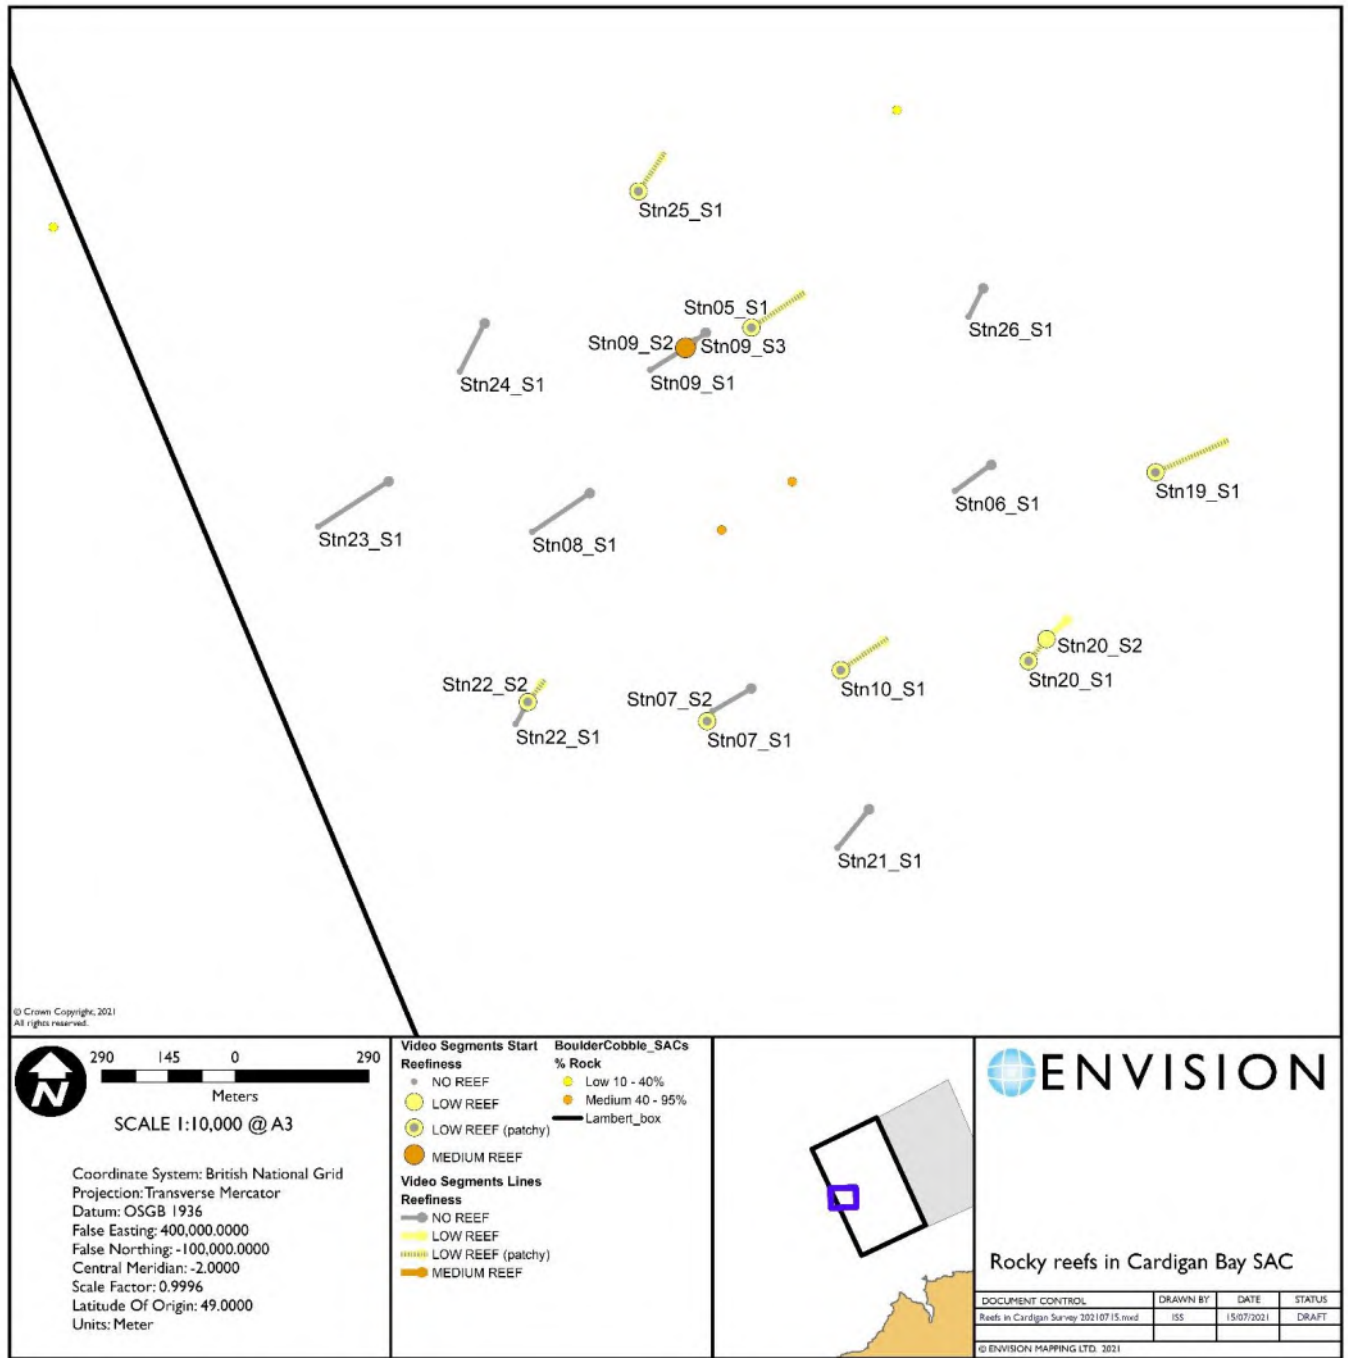 Stn25_S1
Stn05_S1
Stn26_S1
Stn09_S2
Stn09_S3
Stn24_S1
Stn09_S1
Stn19_S1
Stn06_S1
Stn23_S1
Stn08_S1
Stn20_S2
Stn20_S1
Stn10_S1
Stn22_S2
Stn07_S2
Stn22_S1
Stn07_S1
Stn21_S1
© Crown Copyright, 2021
All rights reserved.
N
290 145 0 290
Meters
SCALE 1:10,000 @ A3
Coordinate System: British National Grid
Projection: Transverse Mercator
Datum: OSGB 1936
False Easting: 400,000.0000
False Northing: -100,000.0000
Central Meridian: -2.0000
Scale Factor: 0.9996
Latitude Of Origin: 49.0000
Units: Meter
Video Segments Start
Reefiness
NO REEF
LOW REEF
LOW REEF (patchy)
MEDIUM REEF
Video Segments Lines
Reefiness
NO REEF
LOW REEF
LOW REEF (patchy)
MEDIUM REEF
BoulderCobble_SACs
% Rock
Low 10 - 40%
Medium 40 - 95%
Lambert_box
ENVISION
Rocky reefs in Cardigan Bay SAC
DOCUMENT CONTROL DRAWN BY DATE STATUS
Reefs in Cardigan Survey 20210715.mxd ISS 15/07/2021 DRAFT
© ENVISION MAPPING LTD. 2021